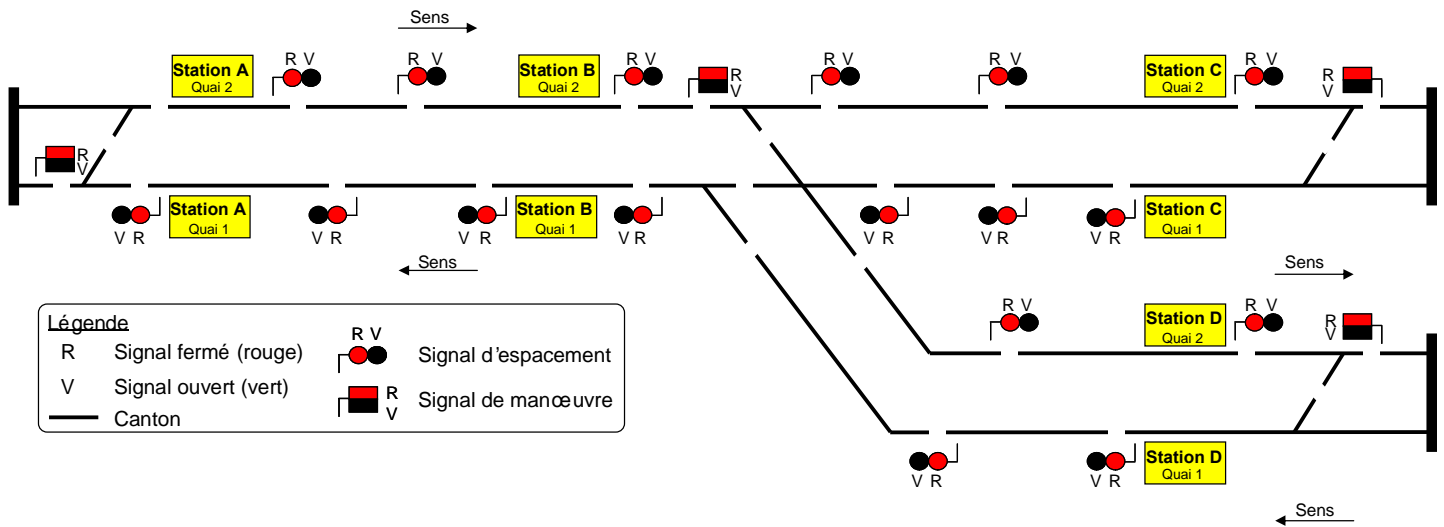 Sens
R V
R V
R V
R V
R V
R V
Station A
Quai 2
Station B
Quai 2
Station C
Quai 2
R
V
R
V
R
V
Station A
Quai 1
Station B
Quai 1
Station C
Quai 1
V R
V R
V R
V R
V R
V R
V R
Sens
Sens
R V
R V
Station D
Quai 2
R
V
Légende
R Signal fermé (rouge)
V Signal ouvert (vert)
Canton
R V
Signal d'espacement
R
V
Signal de manœuvre
Station D
Quai 1
V R
V R
Sens